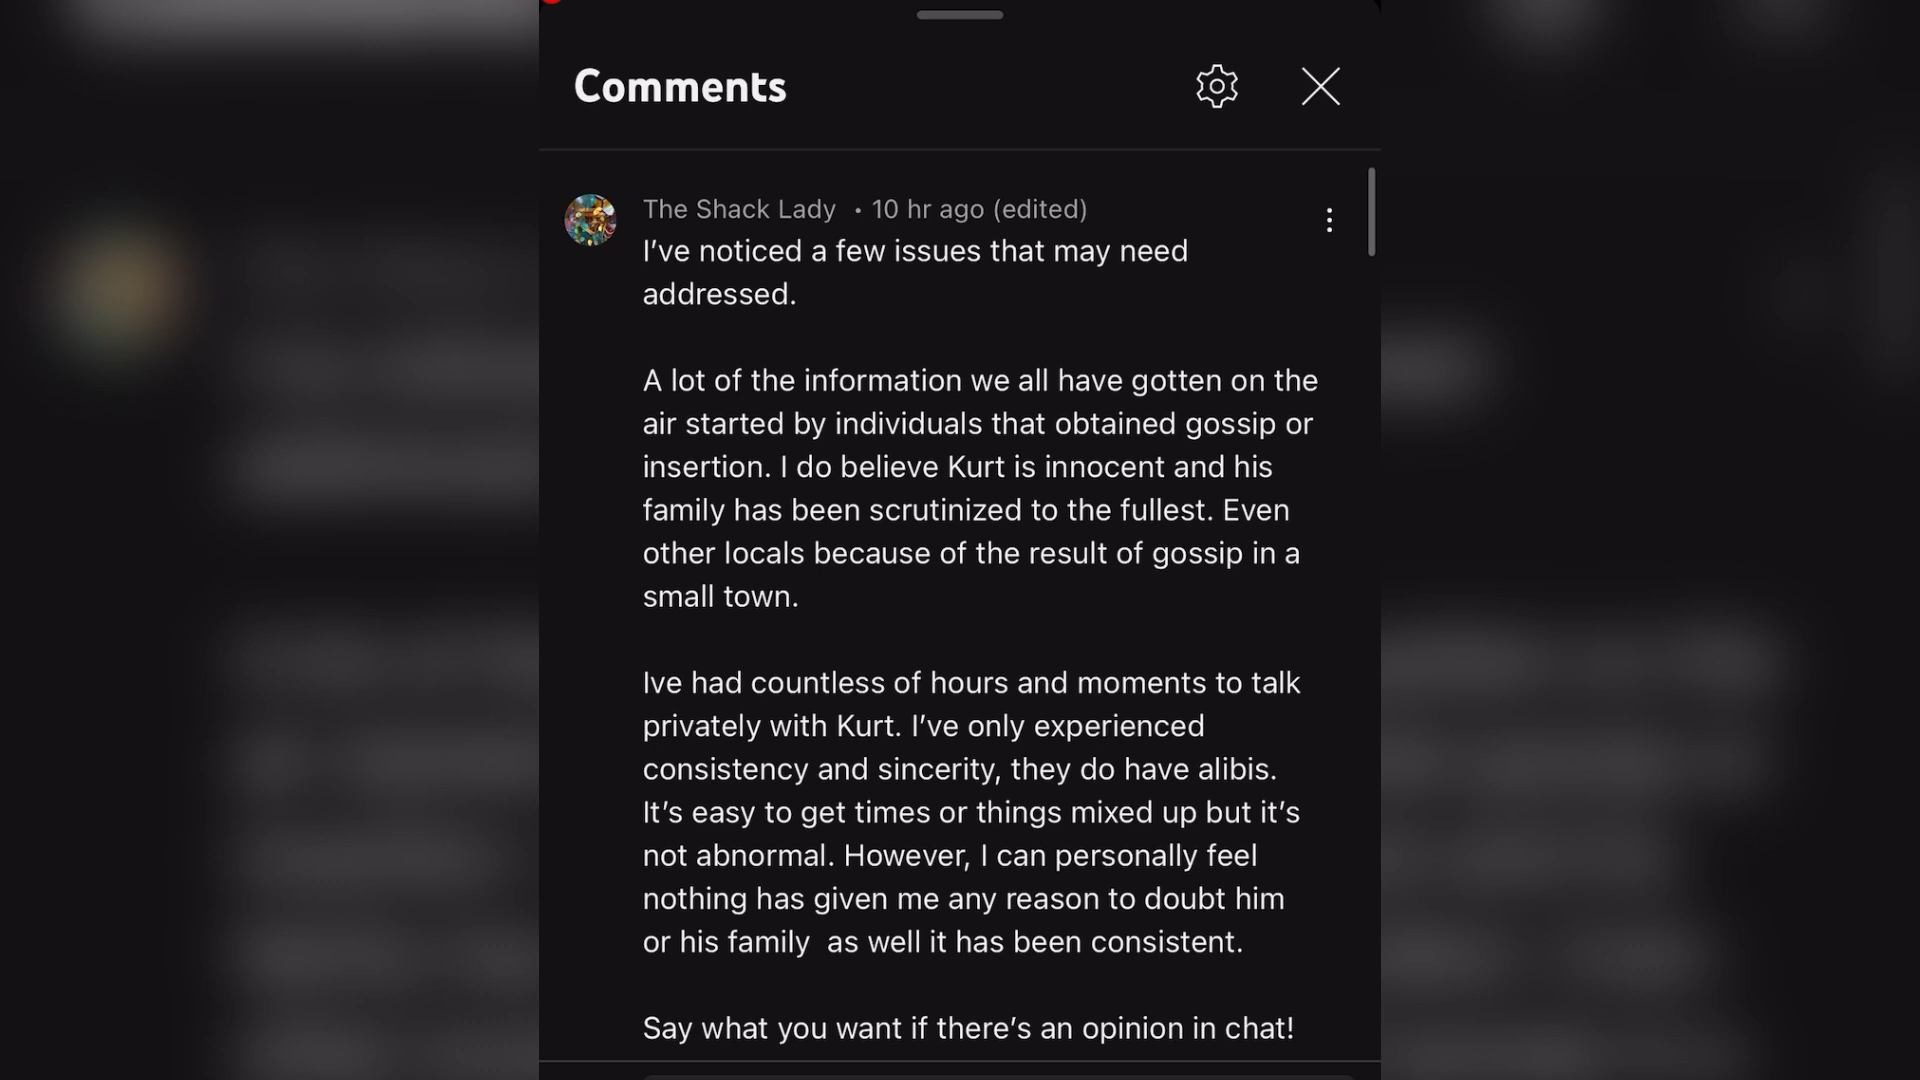 Comments
The Shack Lady • 10 hr ago (edited)
I’ve noticed a few issues that may need
addressed.
A lot of the information we all have gotten on the
air started by individuals that obtained gossip or
insertion. I do believe Kurt is innocent and his
family has been scrutinized to the fullest. Even
other locals because of the result of gossip in a
small town.
Ive had countless of hours and moments to talk
privately with Kurt. I’ve only experienced
consistency and sincerity, they do have alibis.
It’s easy to get times or things mixed up but it’s
not abnormal. However, I can personally feel
nothing has given me any reason to doubt him
or his family  as well it has been consistent.
Say what you want if there’s an opinion in chat!